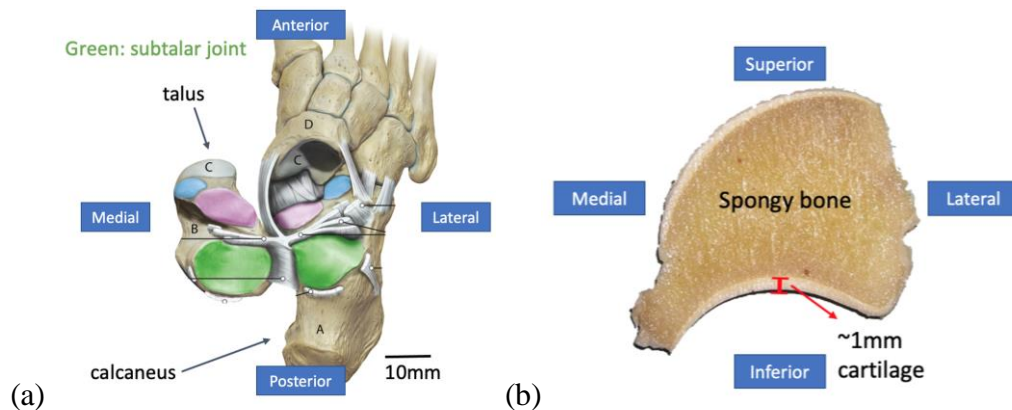 Anterior
Green: subtalar joint
talus
D
C
C
Medial
B
Lateral
A
calcaneus
Posterior
10mm
(a)
Superior
Medial
Spongy bone
Lateral
~1mm
cartilage
Inferior
(b)